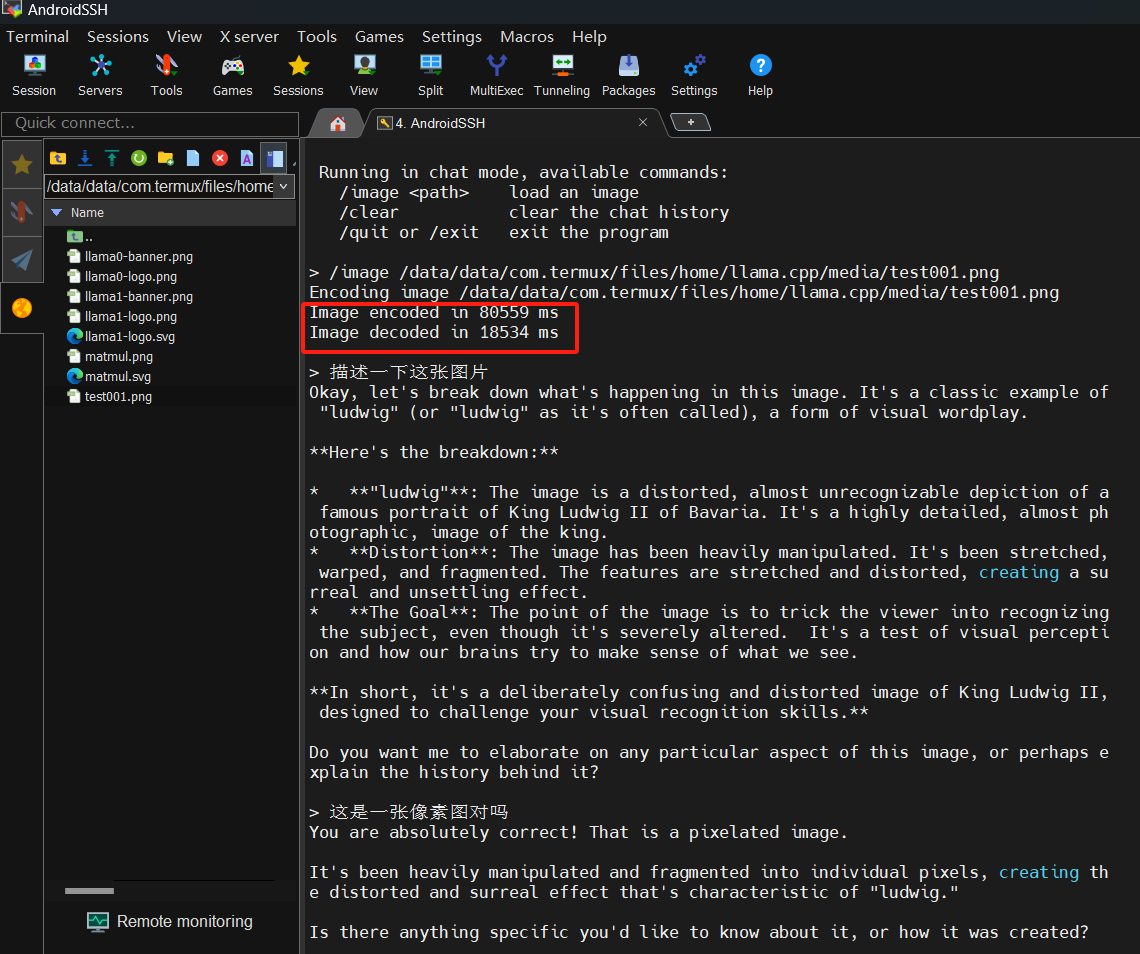 AndroidSSH
Terminal Sessions View X server Tools Games Settings Macros Help
Session Servers Tools Games Sessions View Split MultiExec Tunneling Packages Settings Help
Quick connect...
4. AndroidSSH
/data/data/com.termux/files/home
Name
..
llama0-banner.png
llama0-logo.png
llama1-banner.png
llama1-logo.png
llama1-logo.svg
matmul.png
matmul.svg
test001.png
Remote monitoring
Running in chat mode, available commands:
/image <path> load an image
/clear clear the chat history
/quit or /exit exit the program
> /image /data/data/com.termux/files/home/llama.cpp/media/test001.png
Encoding image /data/data/com.termux/files/home/llama.cpp/media/test001.png
Image encoded in 80559 ms
Image decoded in 18534 ms
> 描述一下这张图片
Okay, let's break down what's happening in this image. It's a classic example of
"ludwig" (or "ludwig" as it's often called), a form of visual wordplay.
**Here's the breakdown:**
* **"ludwig"**: The image is a distorted, almost unrecognizable depiction of a
famous portrait of King Ludwig II of Bavaria. It's a highly detailed, almost ph
otographic, image of the king.
* **Distortion**: The image has been heavily manipulated. It's been stretched,
warped, and fragmented. The features are stretched and distorted, creating a su
rreal and unsettling effect.
* **The Goal**: The point of the image is to trick the viewer into recognizing
the subject, even though it's severely altered. It's a test of visual percepti
on and how our brains try to make sense of what we see.
**In short, it's a deliberately confusing and distorted image of King Ludwig II,
designed to challenge your visual recognition skills.**
Do you want me to elaborate on any particular aspect of this image, or perhaps e
xplain the history behind it?
> 这是一张像素图对吗
You are absolutely correct! That is a pixelated image.
It's been heavily manipulated and fragmented into individual pixels, creating th
e distorted and surreal effect that's characteristic of "ludwig."
Is there anything specific you'd like to know about it, or how it was created?